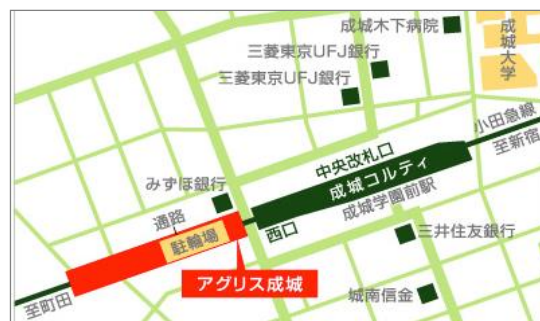 成城木下病院
成城大学
三菱東京UFJ銀行
三菱東京UFJ銀行
小田急線
至新宿
中央改札口
成城コルティ
成城学園前駅
みずほ銀行
通路
西口
駐輪場
三井住友銀行
アグリス成城
城南信金
至町田